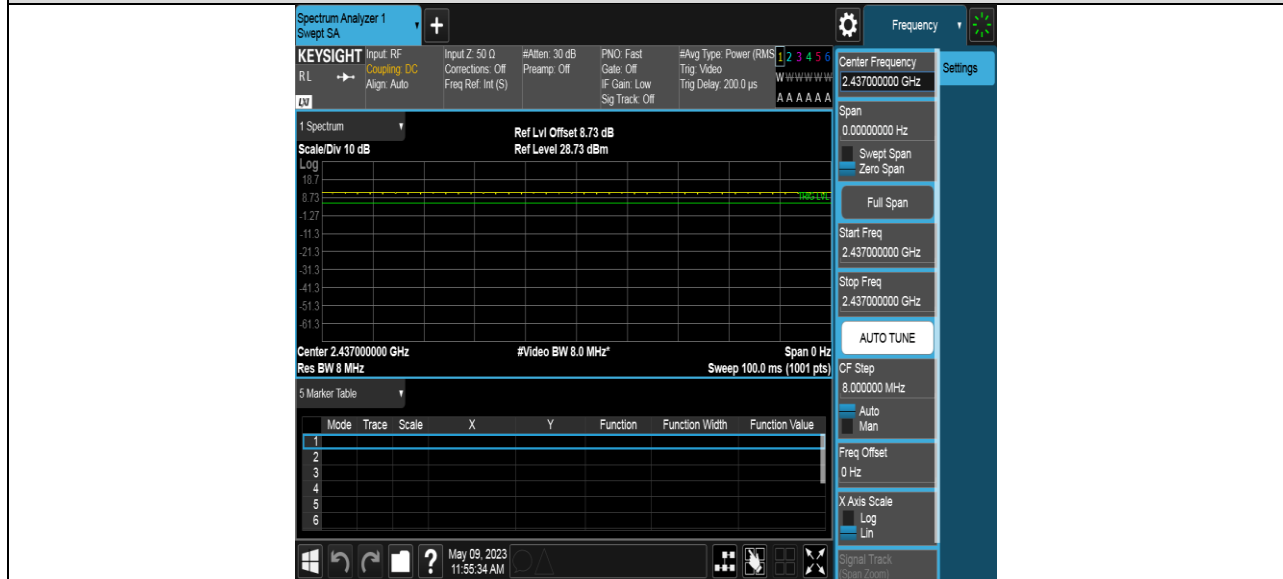 Spectrum Analyzer 1
Swept SA
+
Frequency
KEYSIGHT
RL
LXI
Input: RF
Coupling: DC
Align: Auto
Input Z: 50 Ω
Corrections: Off
Freq Ref: Int (S)
#Atten: 30 dB
Preamp: Off
PNO: Fast
Gate: Off
IF Gain: Low
Sig Track: Off
#Avg Type: Power (RMS
Trig: Video
Trig Delay: 200.0 µs
1 2 3 4 5 6
W W W W W W
A A A A A A
1 Spectrum
Scale/Div 10 dB
Ref Lvl Offset 8.73 dB
Ref Level 28.73 dBm
Log
18.7
8.73
-1.27
-11.3
-21.3
-31.3
-41.3
-51.3
-61.3
TRIG LVL
Center 2.437000000 GHz
#Video BW 8.0 MHz*
Span 0 Hz
Res BW 8 MHz
Sweep 100.0 ms (1001 pts)
5 Marker Table
Mode Trace Scale X Y Function Function Width Function Value
1
2
3
4
5
6
Center Frequency
2.437000000 GHz
Settings
Span
0.00000000 Hz
Swept Span
Zero Span
Full Span
Start Freq
2.437000000 GHz
Stop Freq
2.437000000 GHz
AUTO TUNE
CF Step
8.000000 MHz
Auto
Man
Freq Offset
0 Hz
X Axis Scale
Log
Lin
Signal Track
(Span Zoom)
?
May 09, 2023
11:55:34 AM